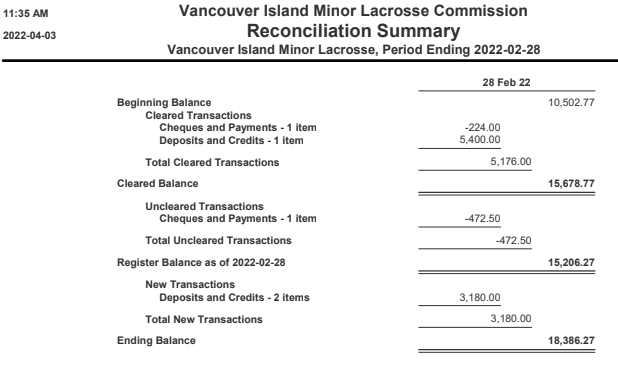 11:35 AM
Vancouver Island Minor Lacrosse Commission
2022-04-03
Reconciliation Summary
Vancouver Island Minor Lacrosse, Period Ending 2022-02-28
28 Feb 22
Beginning Balance 10,502.77
Cleared Transactions
Cheques and Payments - 1 item -224.00
Deposits and Credits - 1 item 5,400.00
Total Cleared Transactions 5,176.00
Cleared Balance 15,678.77
Uncleared Transactions
Cheques and Payments - 1 item -472.50
Total Uncleared Transactions -472.50
Register Balance as of 2022-02-28 15,206.27
New Transactions
Deposits and Credits - 2 items 3,180.00
Total New Transactions 3,180.00
Ending Balance 18,386.27